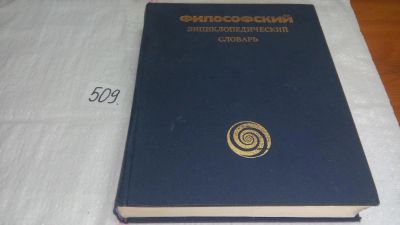 ФИЛОСОФСКИЙ
ЭНЦИКЛОПЕДИЧЕСКИЙ
СЛОВАРЬ
509.